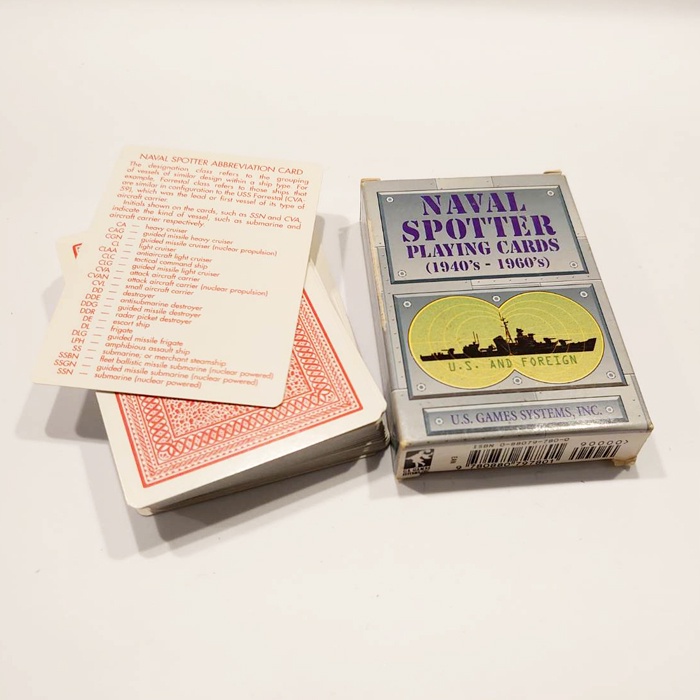 NAVAL SPOTTER ABBREVIATION CARD
The designation class refers to the grouping
of vessels of similar design within a ship type. For
example, Forrestal class refers to those ships that
are similar in configuration to the USS Forrestal [CVA-
59], which was the lead or first vessel of its type of
aircraft carrier.
Initials shown on the cards, such as SSN and CVA,
indicate the kind of vessel, such as submarine and
aircraft carrier respectively.
CA — heavy cruiser
CAG — guided missile heavy cruiser
CGN — guided missile cruiser (nuclear propulsion)
CL — light cruiser
CLAA — antiaircraft light cruiser
CLC — tactical command ship
CLG — guided missile light cruiser
CVA — attack aircraft carrier
CVAN — attack aircraft carrier (nuclear propulsion)
CVL — small aircraft carrier
DD — destroyer
DDE — antisubmarine destroyer
DDG — guided missile destroyer
DDR — radar picket destroyer
DE — escort ship
DL — frigate
DLG — guided missile frigate
LPH — amphibious assault ship
SS — submarine, or merchant steamship
SSBN — fleet ballistic missile submarine (nuclear powered)
SSGN — guided missile submarine (nuclear powered)
SSN — submarine (nuclear powered)
NAVAL
SPOTTER
PLAYING CARDS
(1940's - 1960's)
U.S. AND FOREIGN
U.S. GAMES SYSTEMS, INC.
ISBN 0-88079-780-0
90000>
9 780880 797801